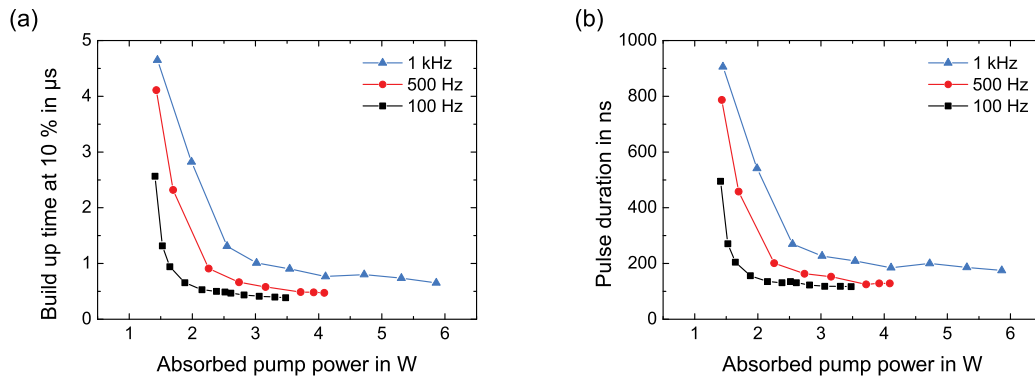 (a)
Build up time at 10 % in µs
5
4
3
2
1
0
1 2 3 4 5 6
Absorbed pump power in W
1 kHz
500 Hz
100 Hz
(b)
Pulse duration in ns
1000
800
600
400
200
0
1 2 3 4 5 6
Absorbed pump power in W
1 kHz
500 Hz
100 Hz